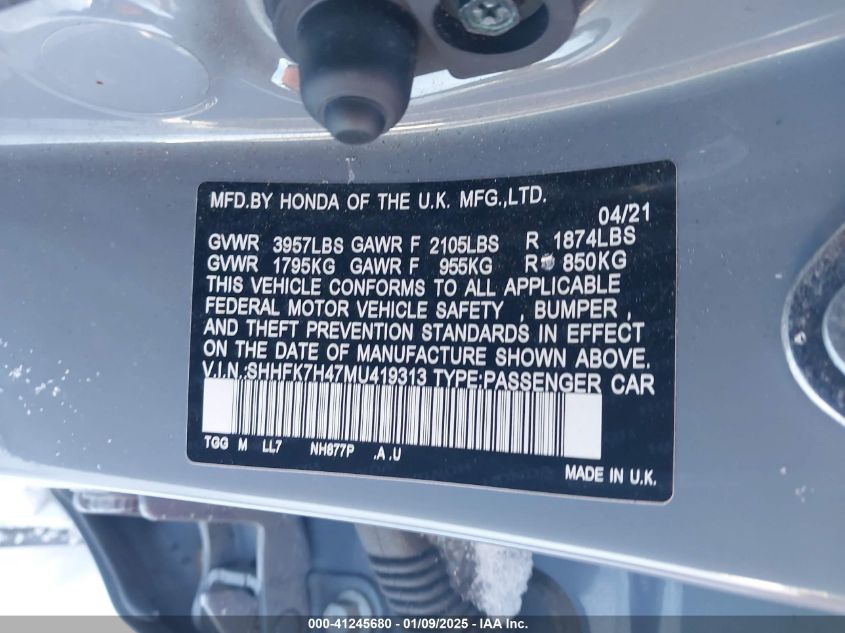 MFD.BY HONDA OF THE U.K. MFG.,LTD.
04/21
GVWR 3957LBS GAWR F 2105LBS R 1874LBS
GVWR 1795KG GAWR F 955KG R 850KG
THIS VEHICLE CONFORMS TO ALL APPLICABLE
FEDERAL MOTOR VEHICLE SAFETY , BUMPER ,
AND THEFT PREVENTION STANDARDS IN EFFECT
ON THE DATE OF MANUFACTURE SHOWN ABOVE.
V.I.N.:SHHFK7H47MU419313 TYPE:PASSENGER CAR
TGG M LL7 NH877P .A .U
MADE IN U.K.
000-41245680 - 01/09/2025 - IAA Inc.